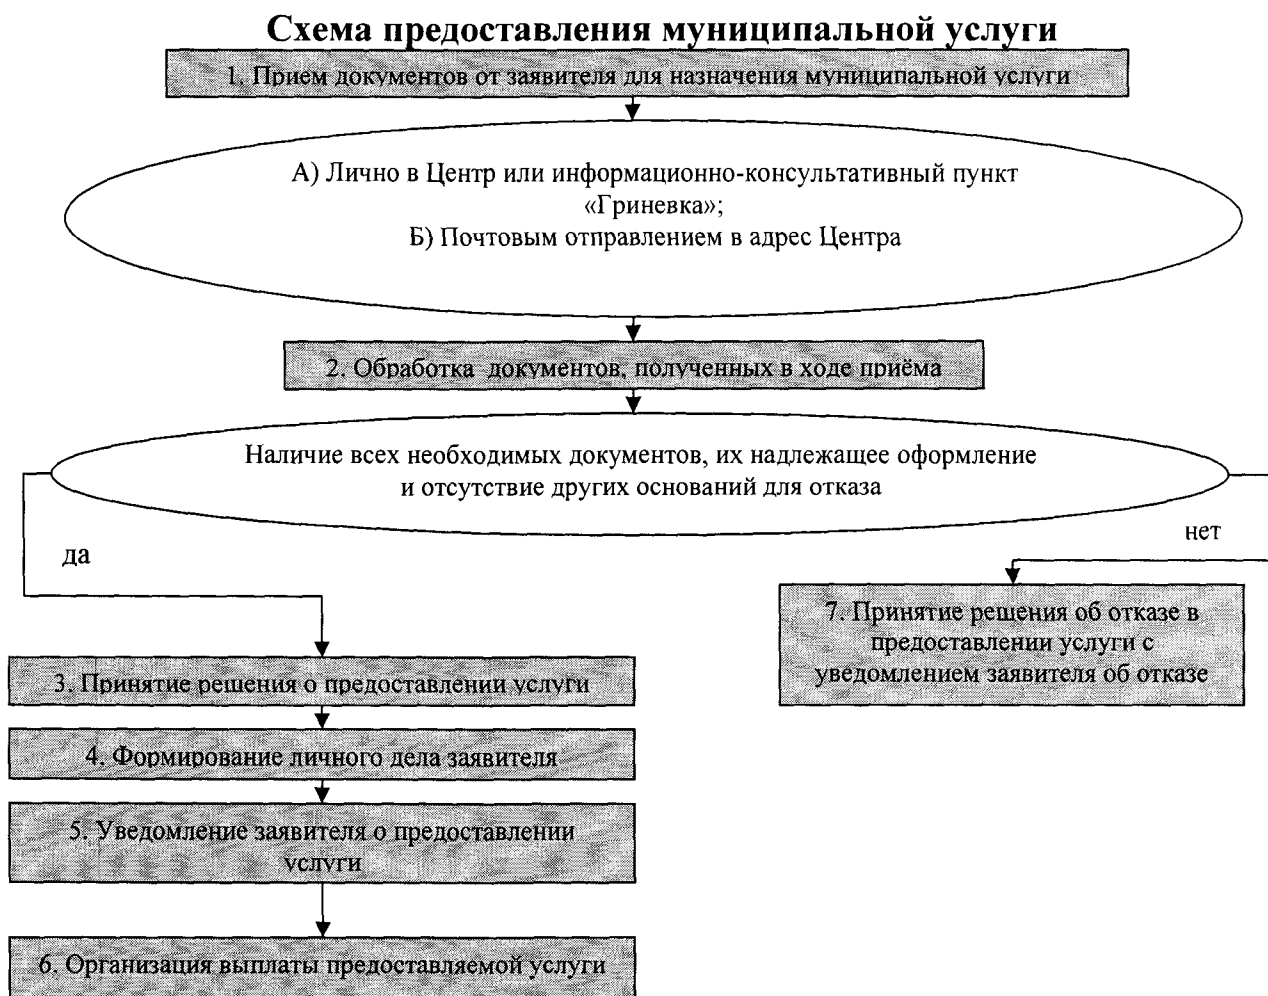 Схема предоставления муниципальной услуги
1. Прием документов от заявителя для назначения муниципальной услуги
А) Лично в Центр или информационно-консультативный пункт
«Гриневка»;
Б) Почтовым отправлением в адрес Центра
2. Обработка документов, полученных в ходе приёма
Наличие всех необходимых документов, их надлежащее оформление
и отсутствие других оснований для отказа
да
нет
7. Принятие решения об отказе в
предоставлении услуги с
уведомлением заявителя об отказе
3. Принятие решения о предоставлении услуги
4. Формирование личного дела заявителя
5. Уведомление заявителя о предоставлении
услуги
6. Организация выплаты предоставляемой услуги